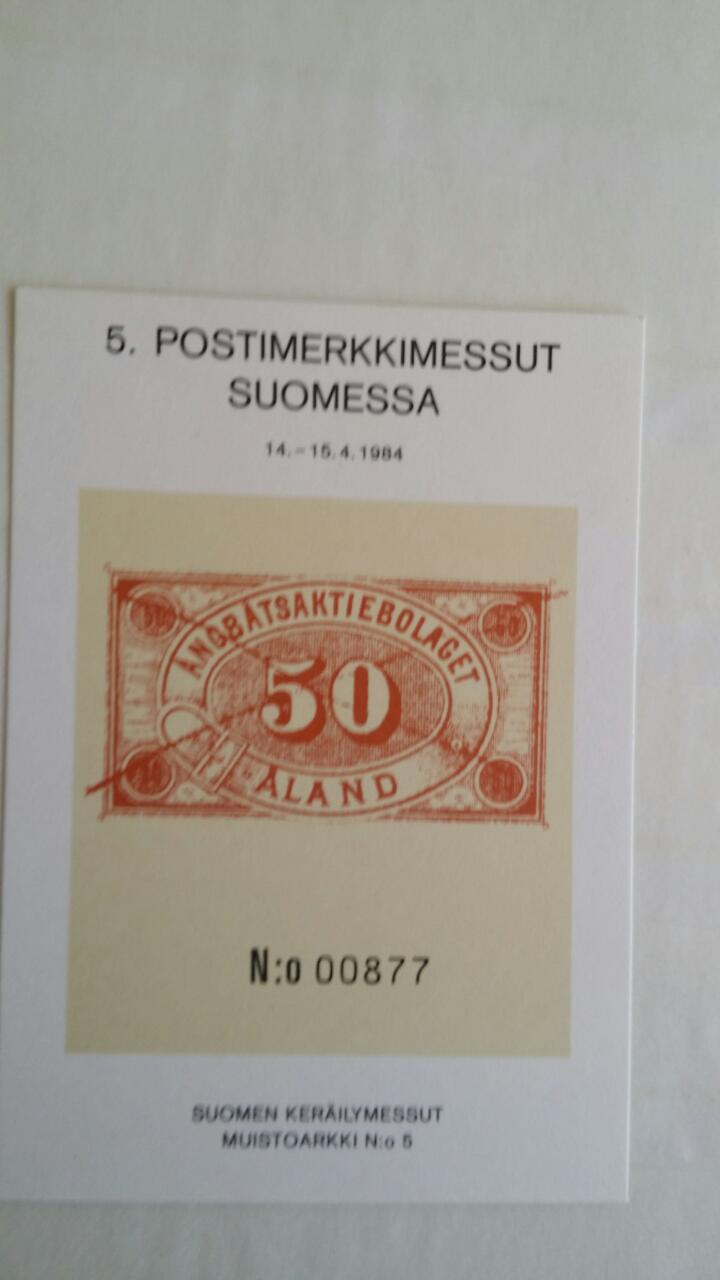 5. POSTIMERKKIMESSUT
SUOMESSA
14.-15.4.1984
ÅNGBÅTSAKTIEBOLAGET
50
ÅLAND
N:o 00877
SUOMEN KERÄILYMESSUT
MUISTOARKKI N:o 5